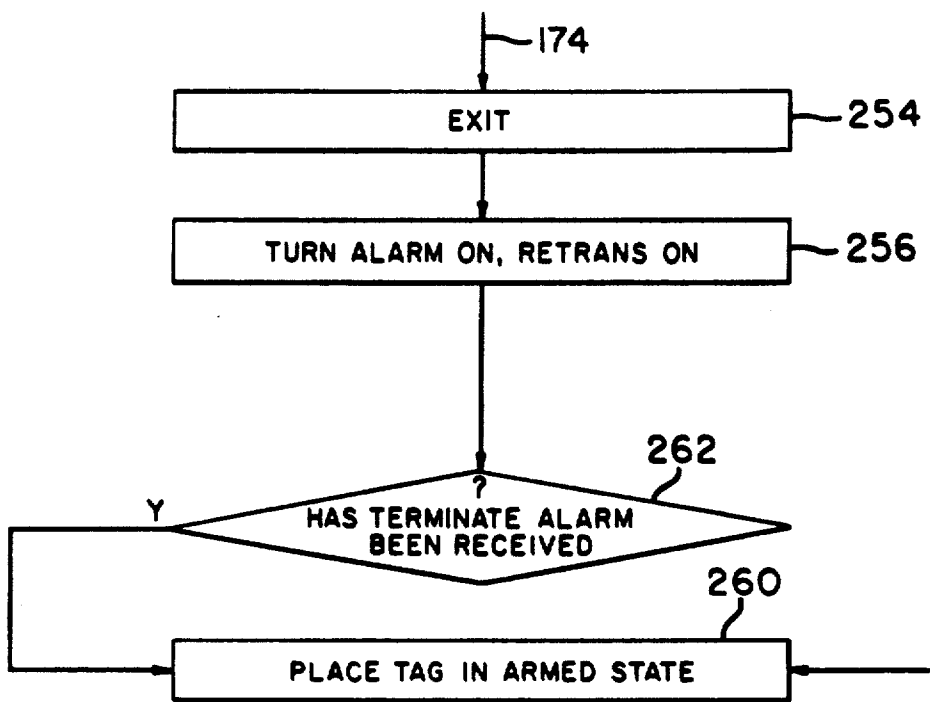 174
EXIT
254
TURN ALARM ON, RETRANS ON
256
262
Y
?
HAS TERMINATE ALARM
BEEN RECEIVED
260
PLACE TAG IN ARMED STATE